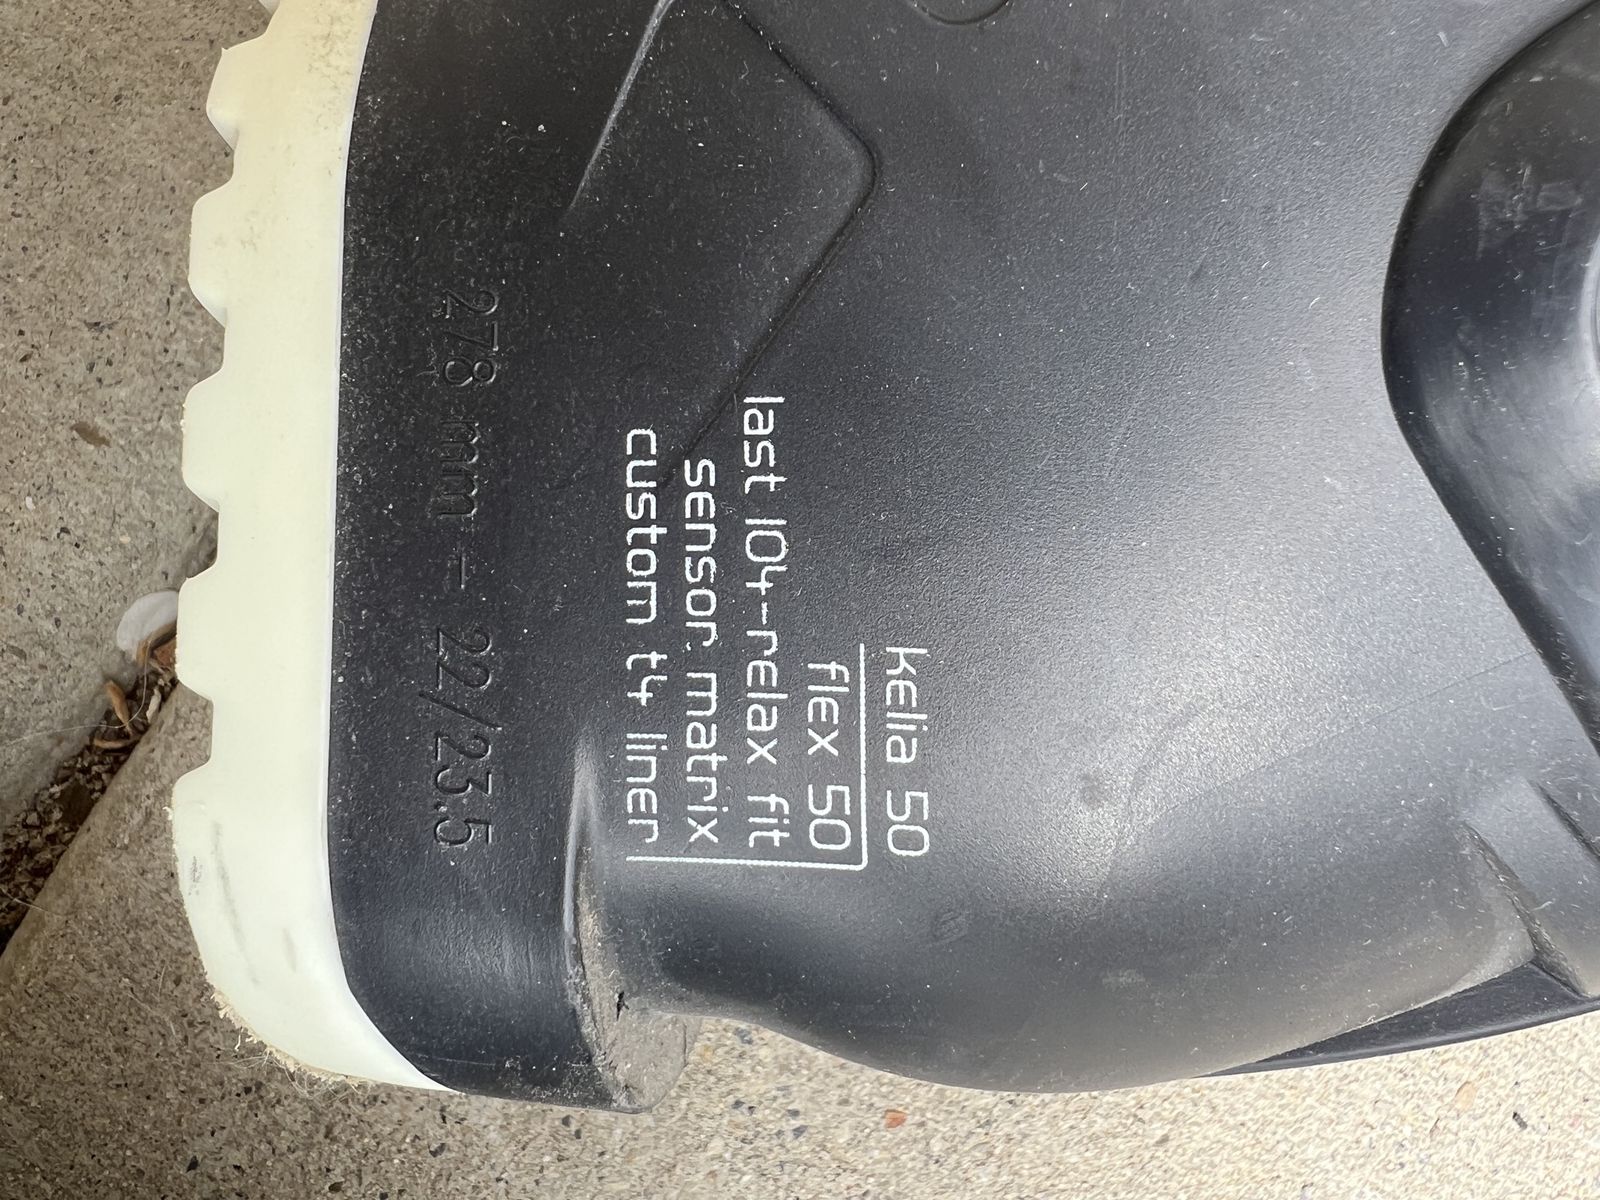 kelia 50
flex 50
last 104-relax fit
sensor matrix
custom t4 liner
278 mm - 22/23.5